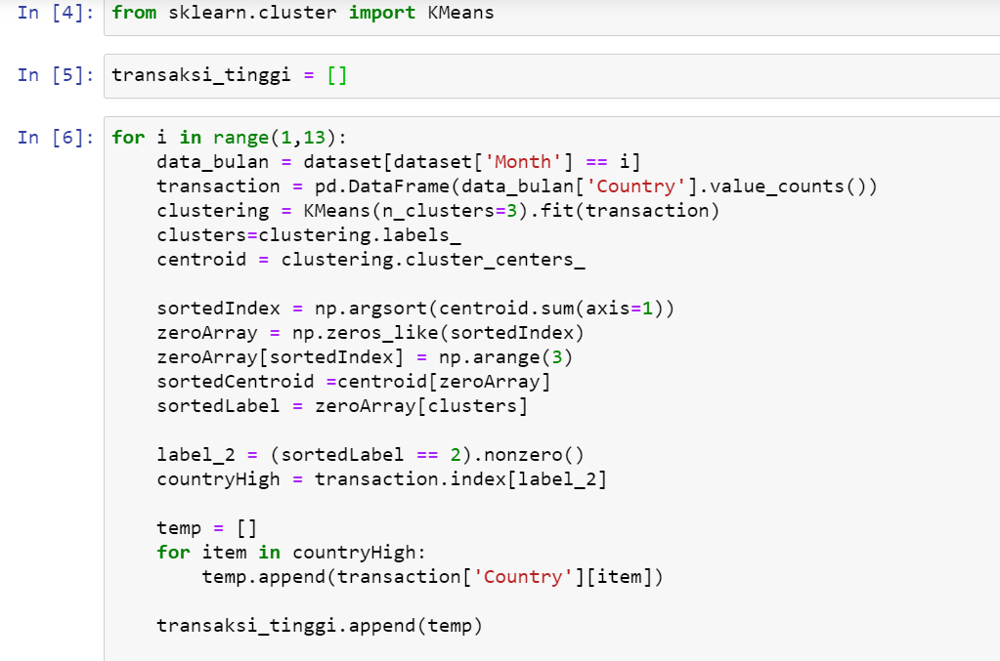 In [4]: from sklearn.cluster import KMeans
In [5]: transaksi_tinggi = []
In [6]: for i in range(1,13):
    data_bulan = dataset[dataset['Month'] == i]
    transaction = pd.DataFrame(data_bulan['Country'].value_counts())
    clustering = KMeans(n_clusters=3).fit(transaction)
    clusters=clustering.labels_
    centroid = clustering.cluster_centers_
    sortedIndex = np.argsort(centroid.sum(axis=1))
    zeroArray = np.zeros_like(sortedIndex)
    zeroArray[sortedIndex] = np.arange(3)
    sortedCentroid =centroid[zeroArray]
    sortedLabel = zeroArray[clusters]
    label_2 = (sortedLabel == 2).nonzero()
    countryHigh = transaction.index[label_2]
    temp = []
    for item in countryHigh:
        temp.append(transaction['Country'][item])
    transaksi_tinggi.append(temp)